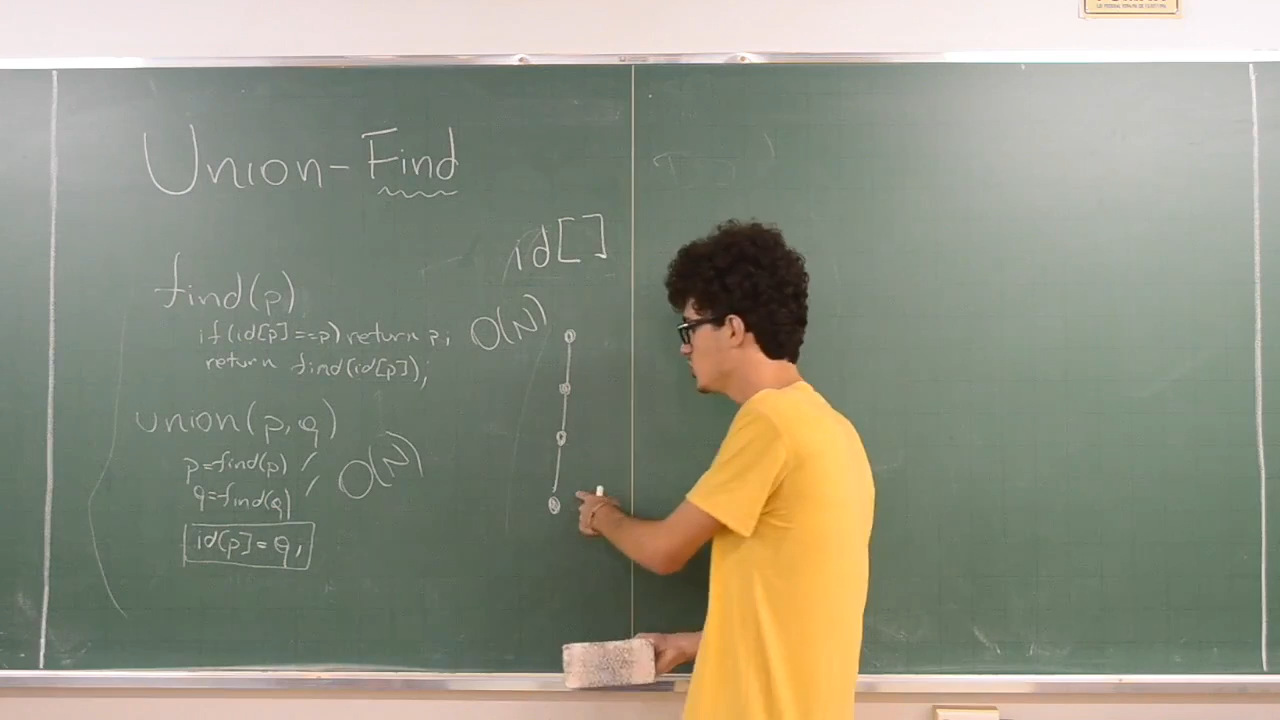 Union-Find
id[]
find(p)
if(id[p]==p) return p;
return find(id[p]);
O(N)
union(p,q)
p=find(p)
q=find(q)
id[p]=q;
O(N)